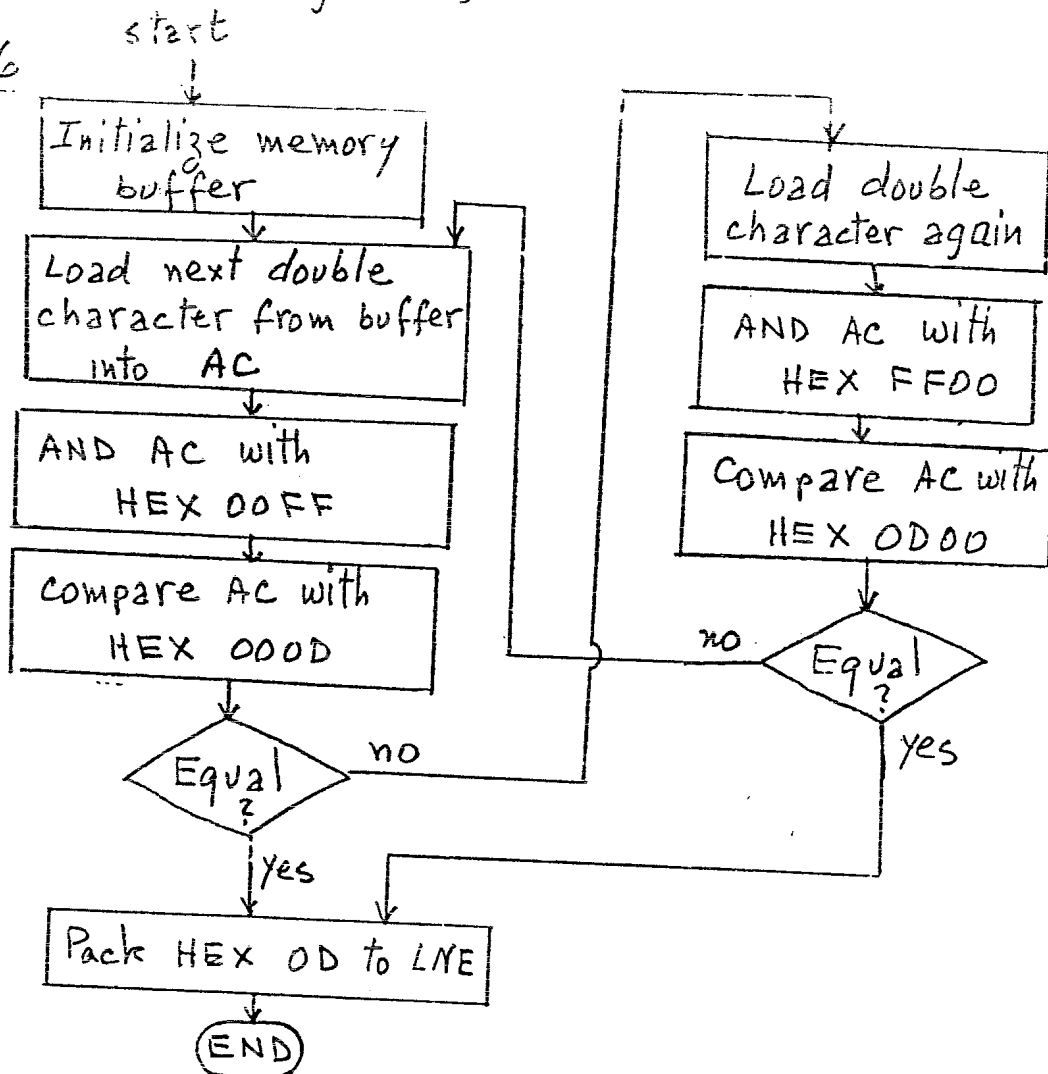 start
6
Initialize memory
buffer
Load next double
character from buffer
into AC
AND AC with
HEX 00FF
Compare AC with
HEX 000D
Equal
?
no
yes
Load double
character again
AND AC with
HEX FF00
Compare AC with
HEX 0D00
Equal
?
no
yes
Pack HEX 0D to LNE
END